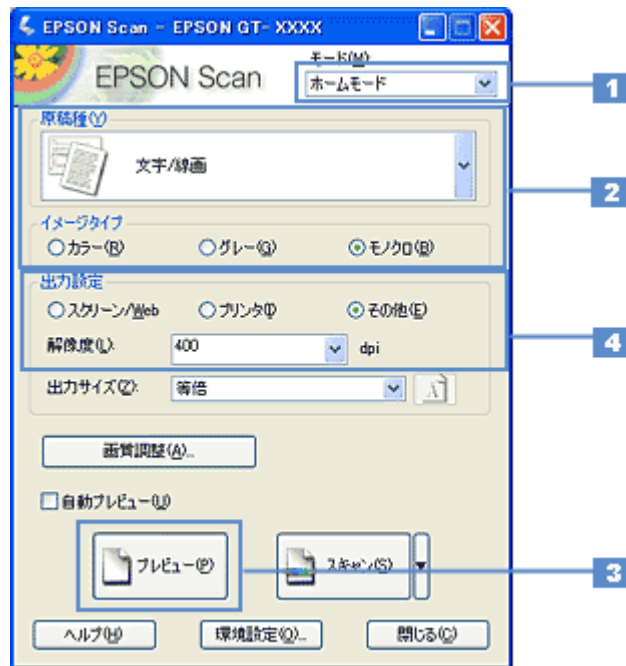 EPSON Scan - EPSON GT-XXXX
EPSON Scan
モード(M)
ホームモード
1
原稿種(Y)
文字/線画
2
イメージタイプ
カラー(R) グレー(G) モノクロ(B)
出力設定
スクリーン/Web プリンタ(I) その他(E)
解像度(L): 400 dpi
4
出力サイズ(Z): 等倍
A
画質調整(A)...
自動プレビュー(U)
プレビュー(P) スキャン(S)
3
ヘルプ(H) 環境設定(O)... 閉じる(C)